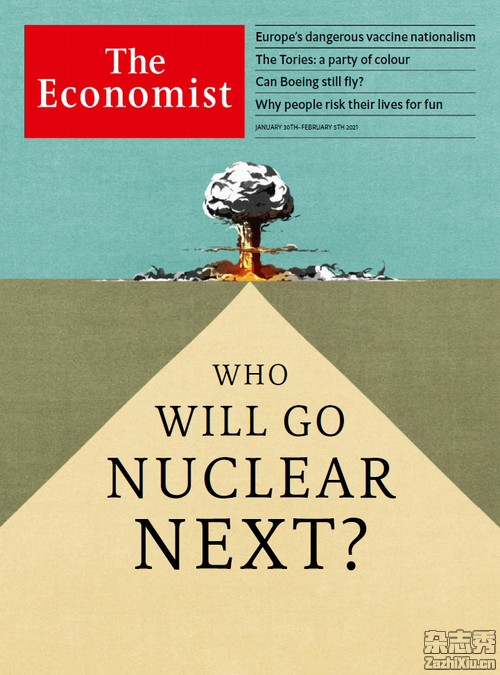 The
Economist
Europe's dangerous vaccine nationalism
The Tories: a party of colour
Can Boeing still fly?
Why people risk their lives for fun
JANUARY 30TH–FEBRUARY 5TH 2021
WHO
WILL GO
NUCLEAR
NEXT?
杂志秀
ZaZhiXiu.cn